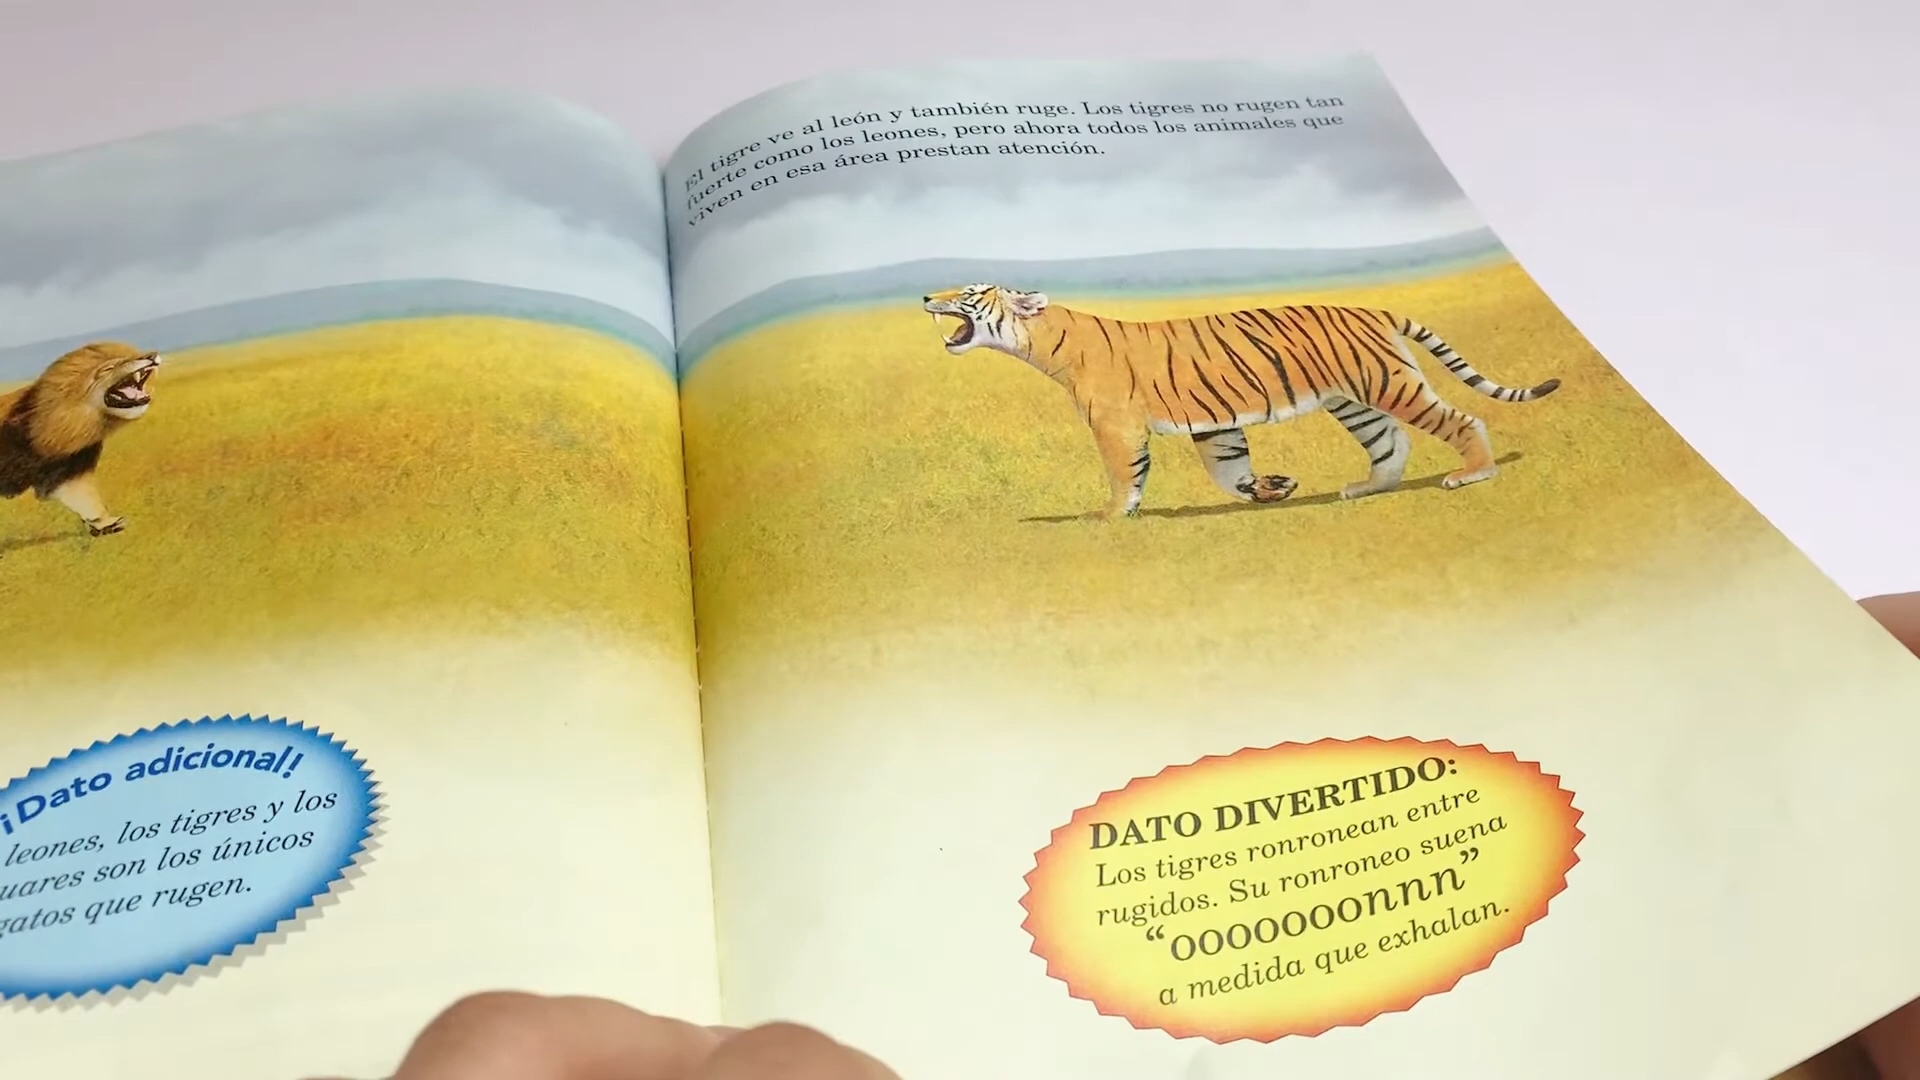 ¡Dato adicional!
leones, los tigres y los
uares son los únicos
gatos que rugen.
El tigre ve al león y también ruge. Los tigres no rugen tan
fuerte como los leones, pero ahora todos los animales que
viven en esa área prestan atención.
DATO DIVERTIDO:
Los tigres ronronean entre
rugidos. Su ronroneo suena
“OOOOOOOnnn”
a medida que exhalan.